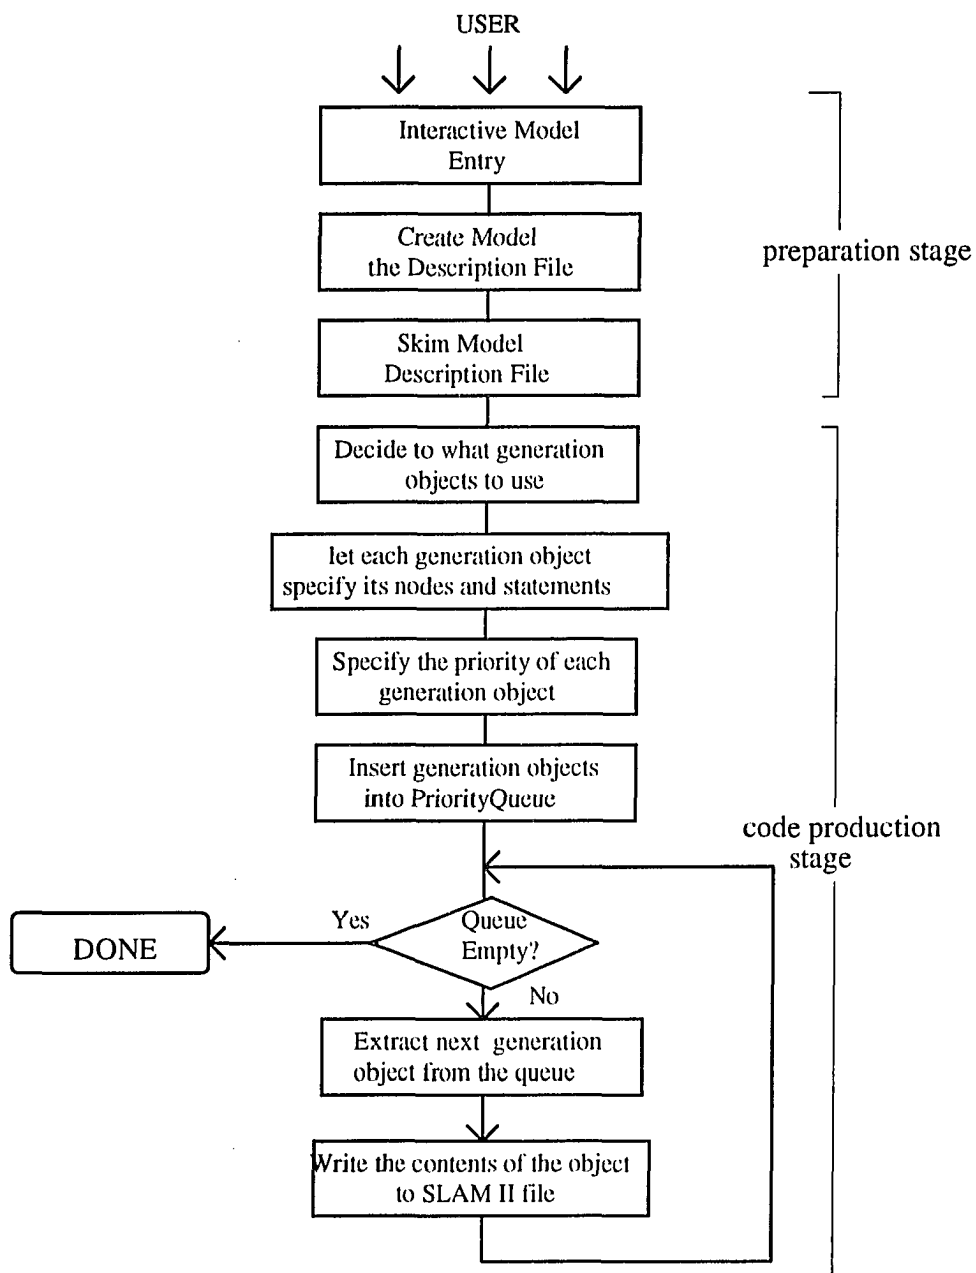 USER
Interactive Model
Entry
Create Model
the Description File
preparation stage
Skim Model
Description File
Decide to what generation
objects to use
let each generation object
specify its nodes and statements
Specify the priority of each
generation object
Insert generation objects
into PriorityQueue
code production
stage
Yes
Queue
Empty?
DONE
No
Extract next generation
object from the queue
Write the contents of the object
to SLAM II file